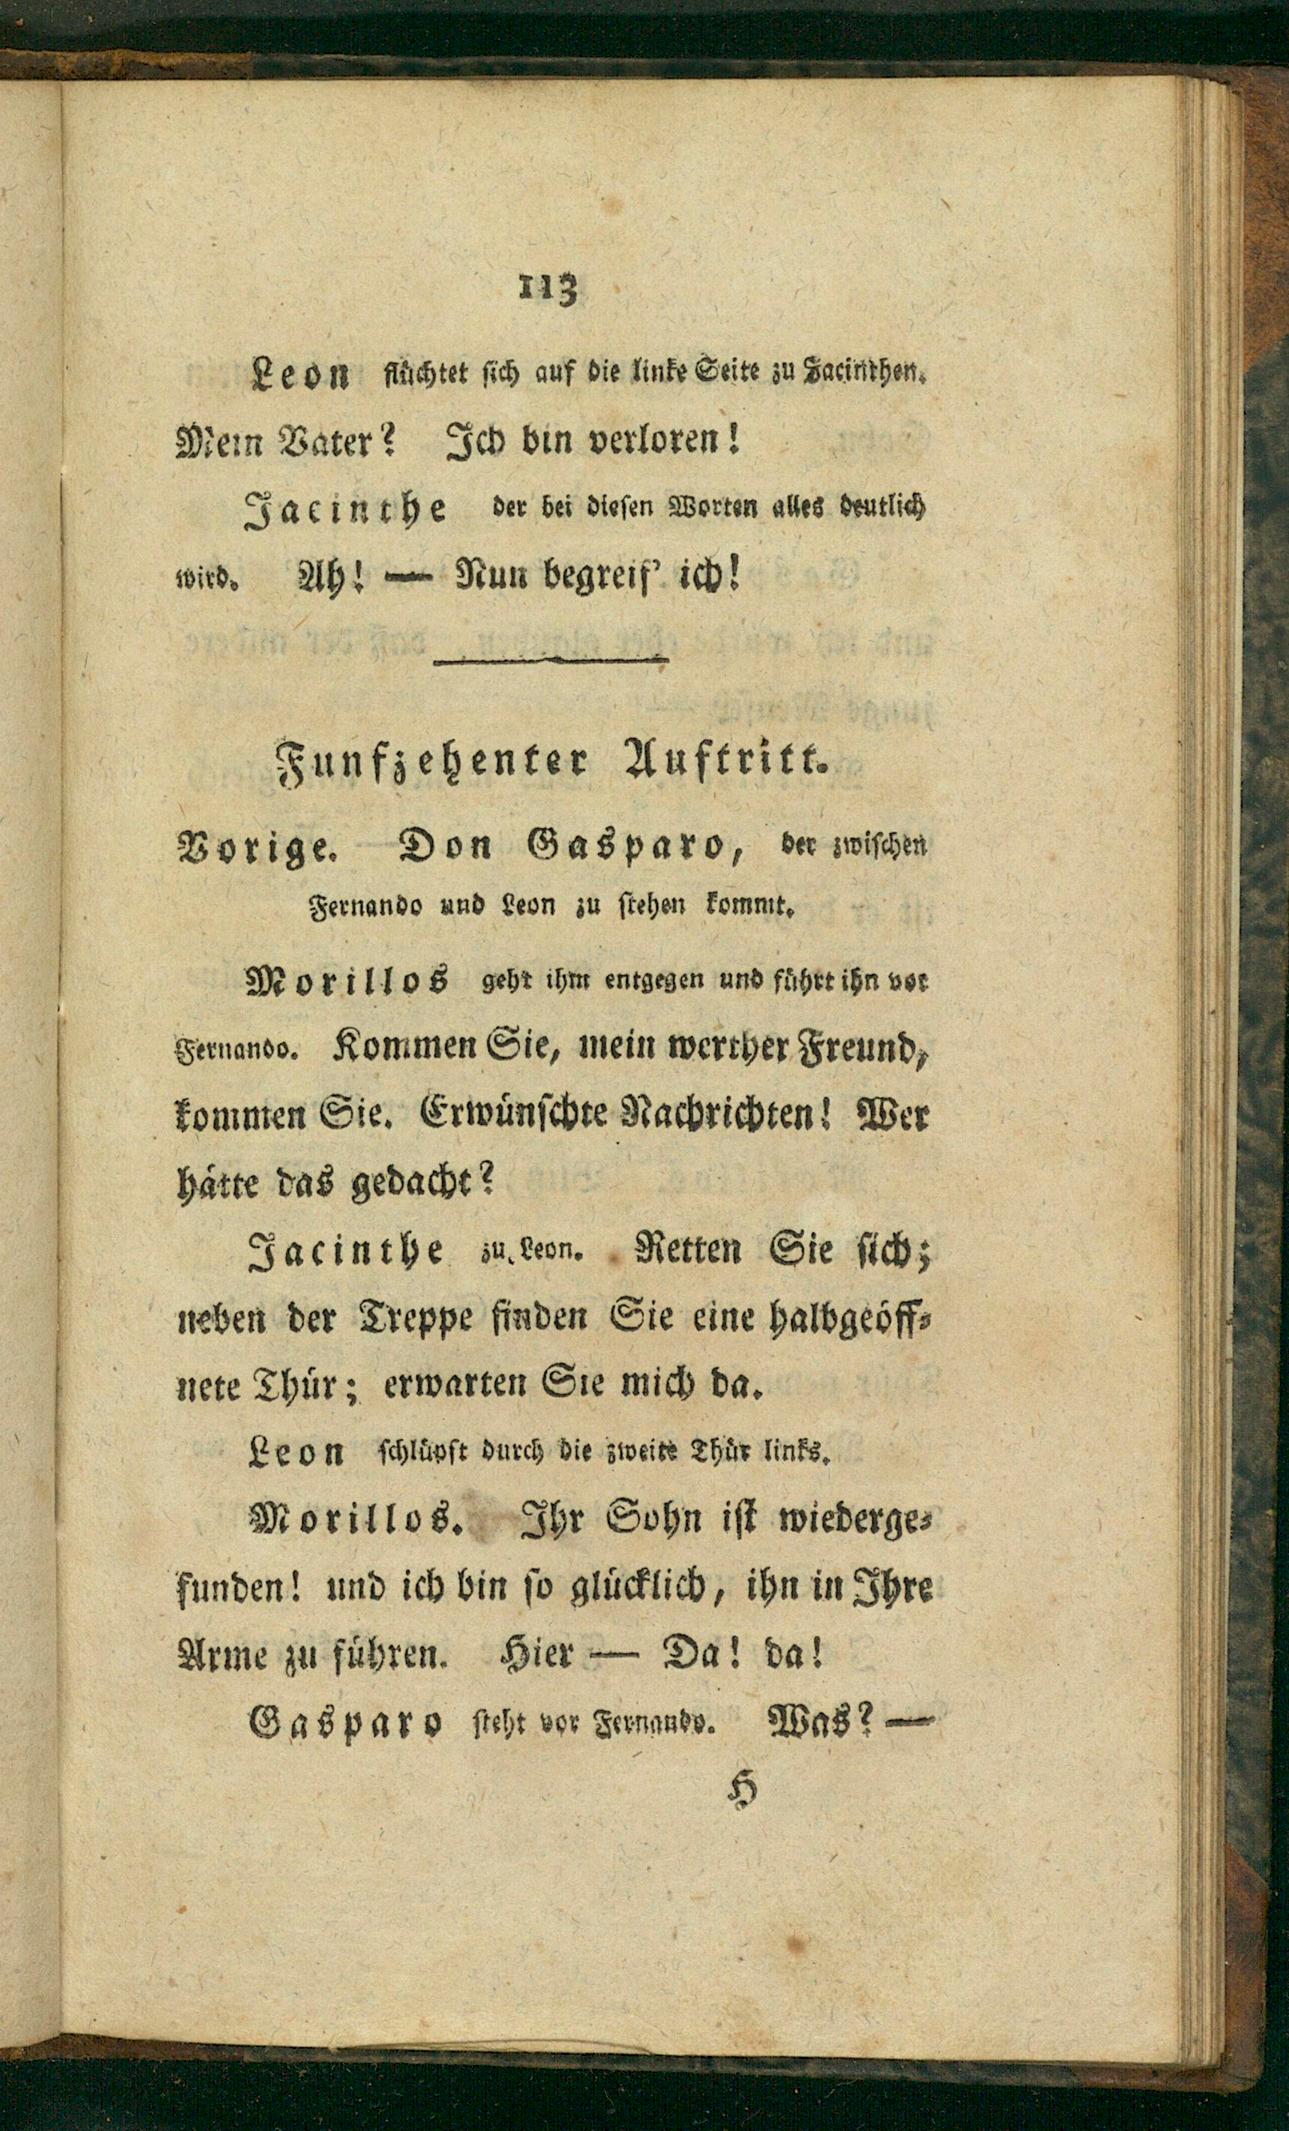 113
Leon flüchtet sich auf die linke Seite zu Jacinthen.
Mein Vater? Ich bin verloren!
Jacinthe der bei diesen Worten alles deutlich
wird. Ah! — Nun begreif' ich!
Funfzehenter Auftritt.
Vorige. Don Gasparo, der zwischen
Fernando und Leon zu stehen kommt.
Morillos geht ihm entgegen und führt ihn vor
Fernando. Kommen Sie, mein werther Freund,
kommen Sie. Erwünschte Nachrichten! Wer
hätte das gedacht?
Jacinthe zu Leon. Retten Sie sich;
neben der Treppe finden Sie eine halbgeöff-
nete Thür; erwarten Sie mich da.
Leon schlüpft durch die zweite Thür links.
Morillos. Ihr Sohn ist wiederge-
funden! und ich bin so glücklich, ihn in Ihre
Arme zu führen. Hier — Da! da!
Gasparo steht vor Fernando. Was? —
H